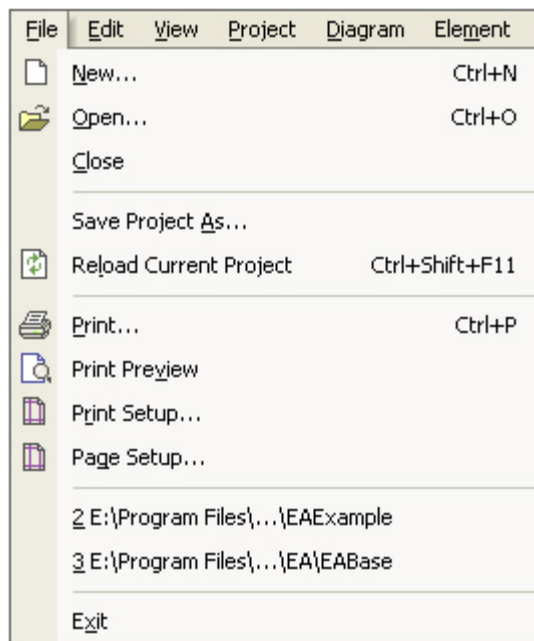 File Edit View Project Diagram Element
New... Ctrl+N
Open... Ctrl+O
Close
Save Project As...
Reload Current Project Ctrl+Shift+F11
Print... Ctrl+P
Print Preview
Print Setup...
Page Setup...
2 E:\Program Files\...\EAExample
3 E:\Program Files\...\EA\EABase
Exit